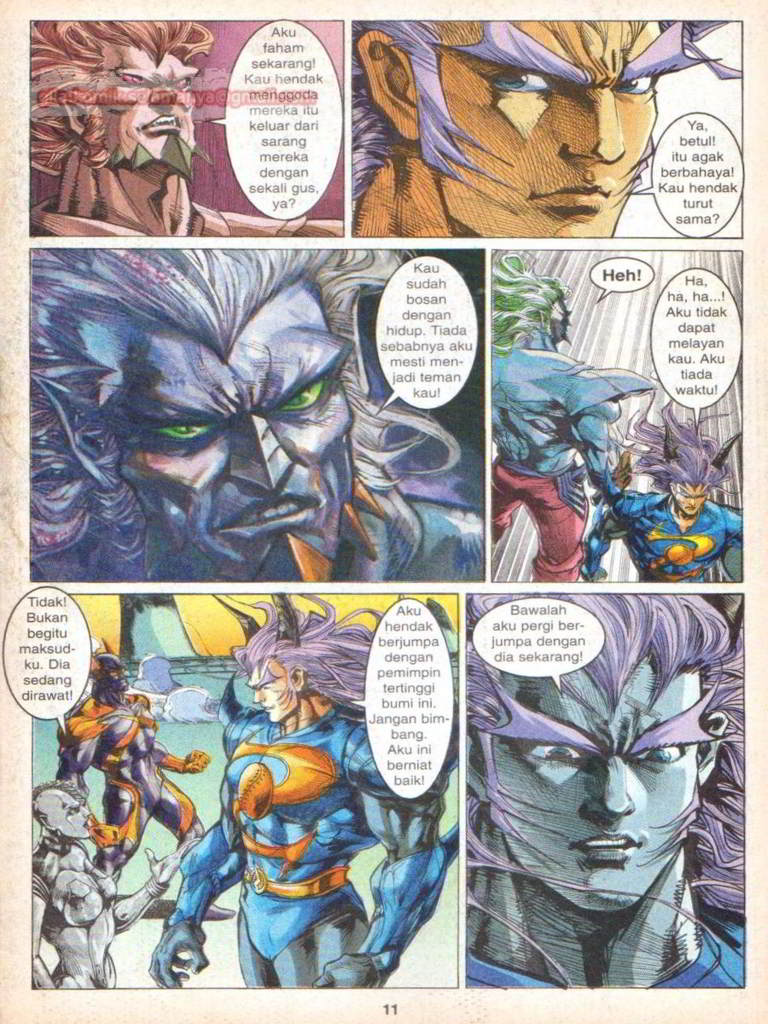 Aku
faham
sekarang!
Kau hendak
menggoda
mereka itu
keluar dari
sarang
mereka
dengan
sekali gus,
ya?
Ya,
betul!
itu agak
berbahaya!
Kau hendak
turut
sama?
Kau
sudah
bosan
dengan
hidup. Tiada
sebabnya aku
mesti men-
jadi teman
kau!
Heh!
Ha,
ha, ha...!
Aku tidak
dapat
melayan
kau. Aku
tiada
waktu!
Tidak!
Bukan
begitu
maksud-
ku. Dia
sedang
dirawat!
Aku
hendak
berjumpa
dengan
pemimpin
tertinggi
bumi ini.
Jangan bim-
bang.
Aku ini
berniat
baik!
Bawalah
aku pergi ber-
jumpa dengan
dia sekarang!
11